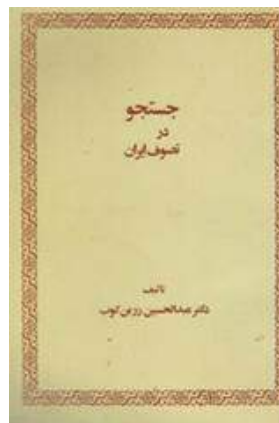 جستجو
در
تصوف ایران
تألیف
دکتر عبدالحسین زرین کوب